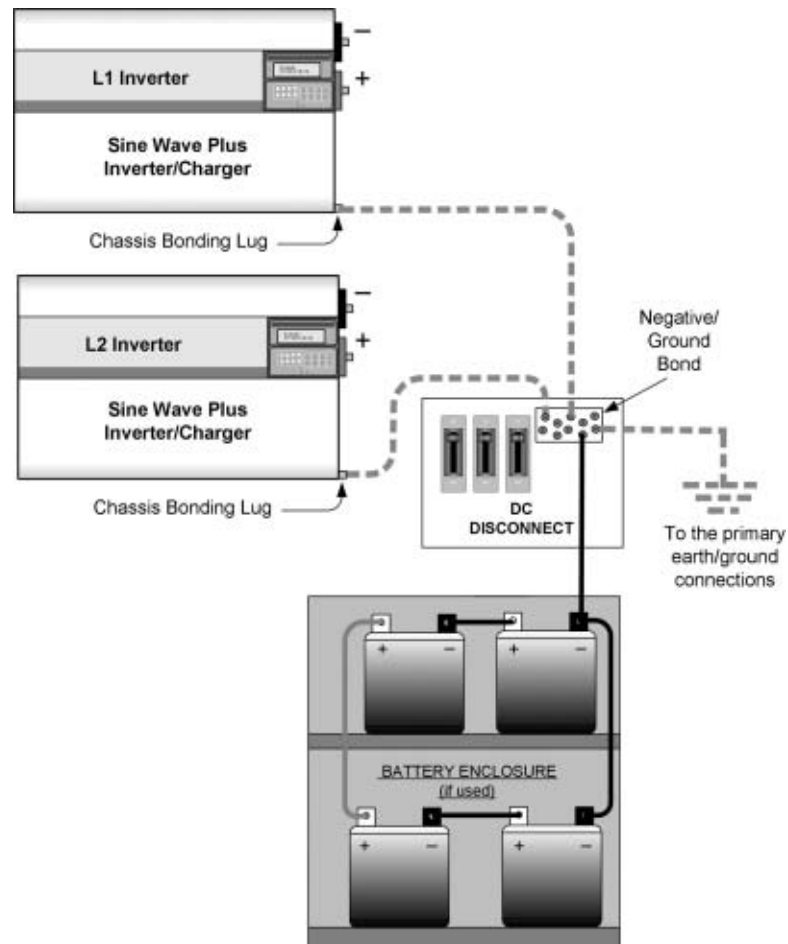 L1 Inverter
−
+
Sine Wave Plus
Inverter/Charger
Chassis Bonding Lug
L2 Inverter
−
+
Sine Wave Plus
Inverter/Charger
Chassis Bonding Lug
Negative/
Ground
Bond
DC
DISCONNECT
To the primary
earth/ground
connections
+ −
+ −
BATTERY ENCLOSURE
(if used)
+ −
+ −